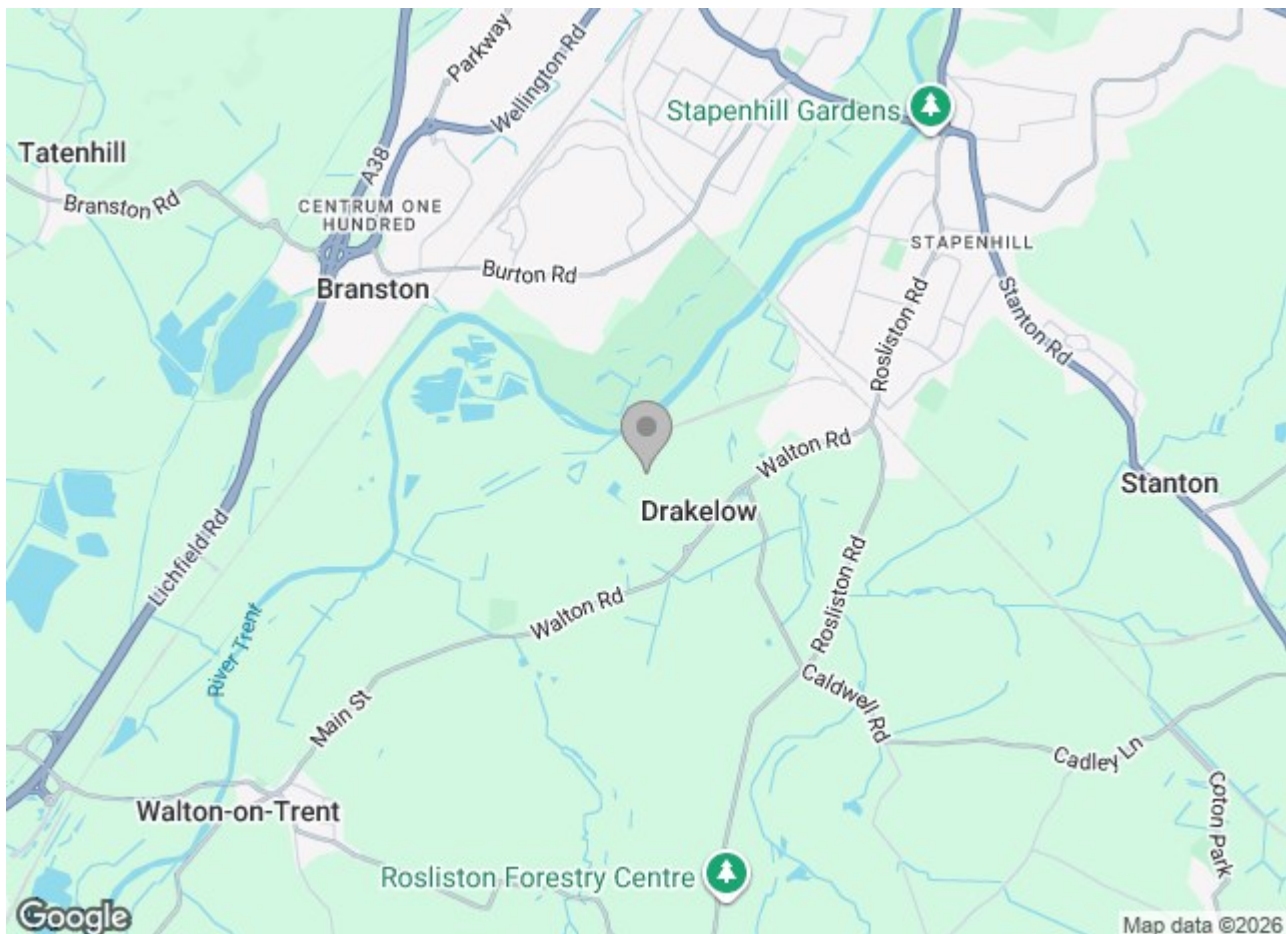 Parkway
Wellington Rd
Stapenhill Gardens
Tatenhill
A38
Branston Rd
CENTRUM ONE
HUNDRED
STAPENHILL
Burton Rd
Branston
Rosliston Rd
Stanton Rd
Walton Rd
Stanton
Drakelow
Lichfield Rd
Rosliston Rd
Walton Rd
River Trent
Caldwell Rd
Main St
Cadley Ln
Coton Park
Walton-on-Trent
Rosliston Forestry Centre
Google
Map data ©2026